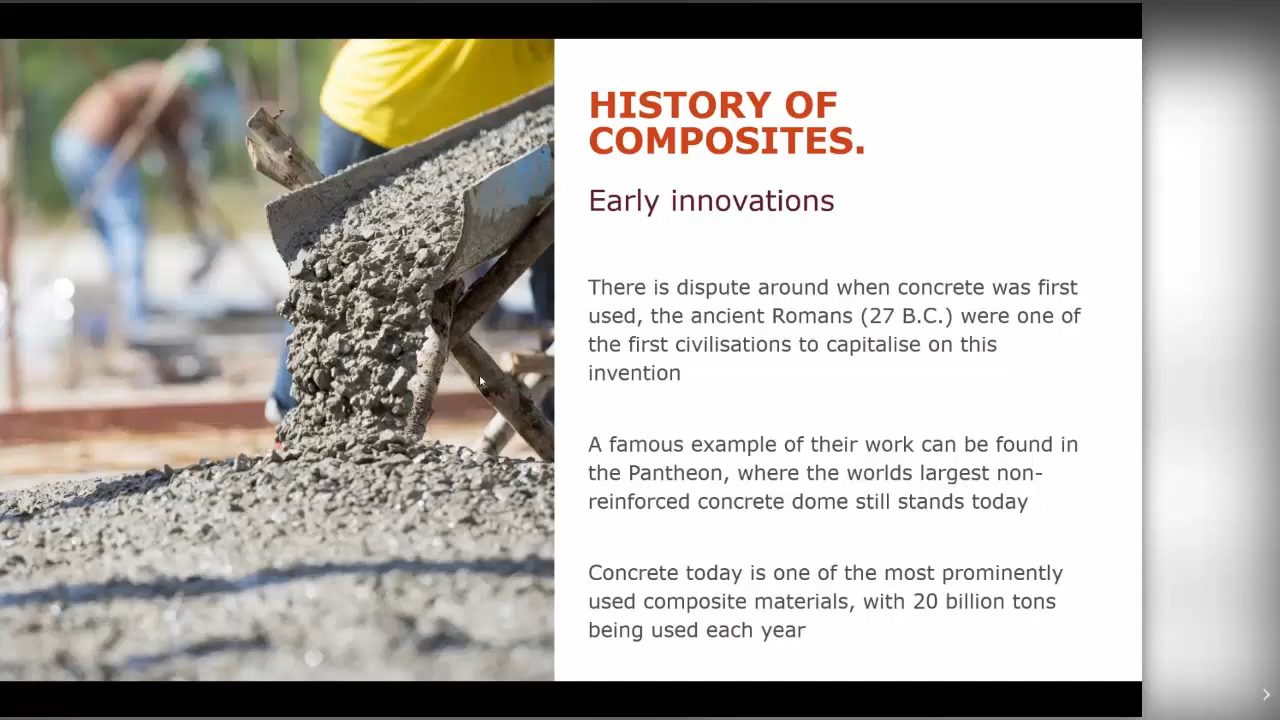 HISTORY OF
COMPOSITES.
Early innovations
There is dispute around when concrete was first
used, the ancient Romans (27 B.C.) were one of
the first civilisations to capitalise on this
invention
A famous example of their work can be found in
the Pantheon, where the worlds largest non-
reinforced concrete dome still stands today
Concrete today is one of the most prominently
used composite materials, with 20 billion tons
being used each year